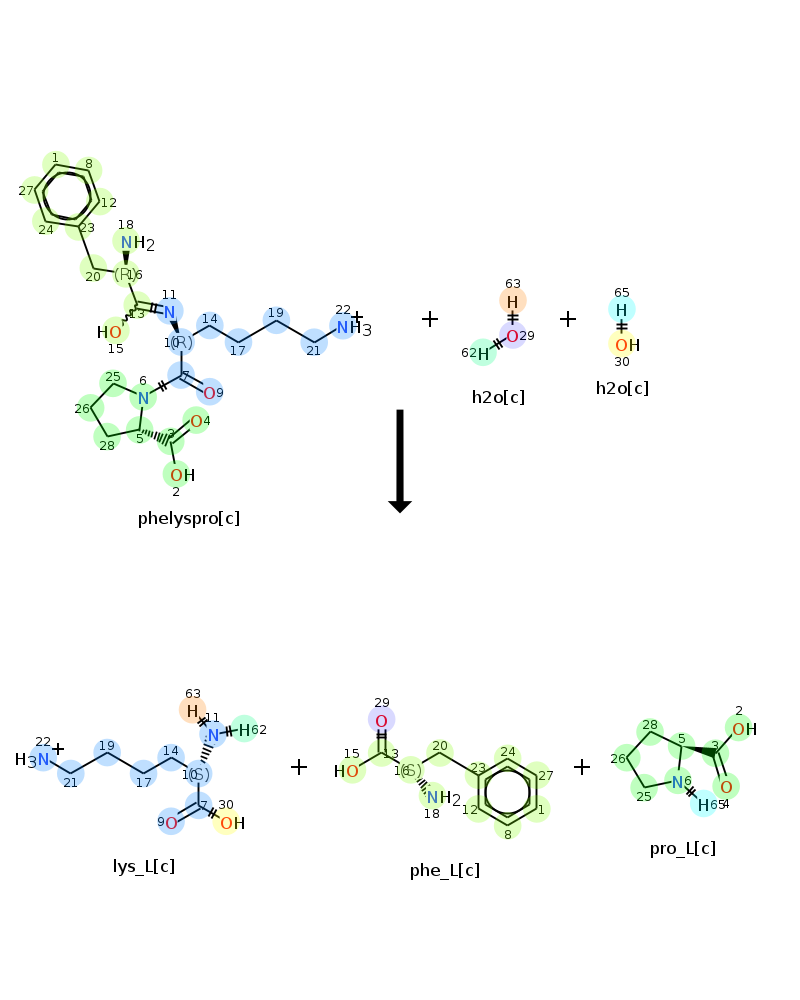 1
8
27
12
24
23
18
NH2
20
(R)
16
13
11
N
HO
15
10
(R)
14
17
19
21
22
NH3
+
25
6
N
7
O
9
26
28
5
3
O
4
OH
2
phelyspro[c]
+
63
H
O
29
62
H
h2o[c]
+
65
H
OH
30
h2o[c]
63
H
11
N
H
62
22
+
H3N
21
19
17
14
10
(S)
7
9
O
30
OH
lys_L[c]
+
29
O
15
HO
13
20
16
(S)
NH2
18
23
24
27
12
1
8
phe_L[c]
+
2
OH
28
5
3
26
25
N
6
H
65
O
4
pro_L[c]